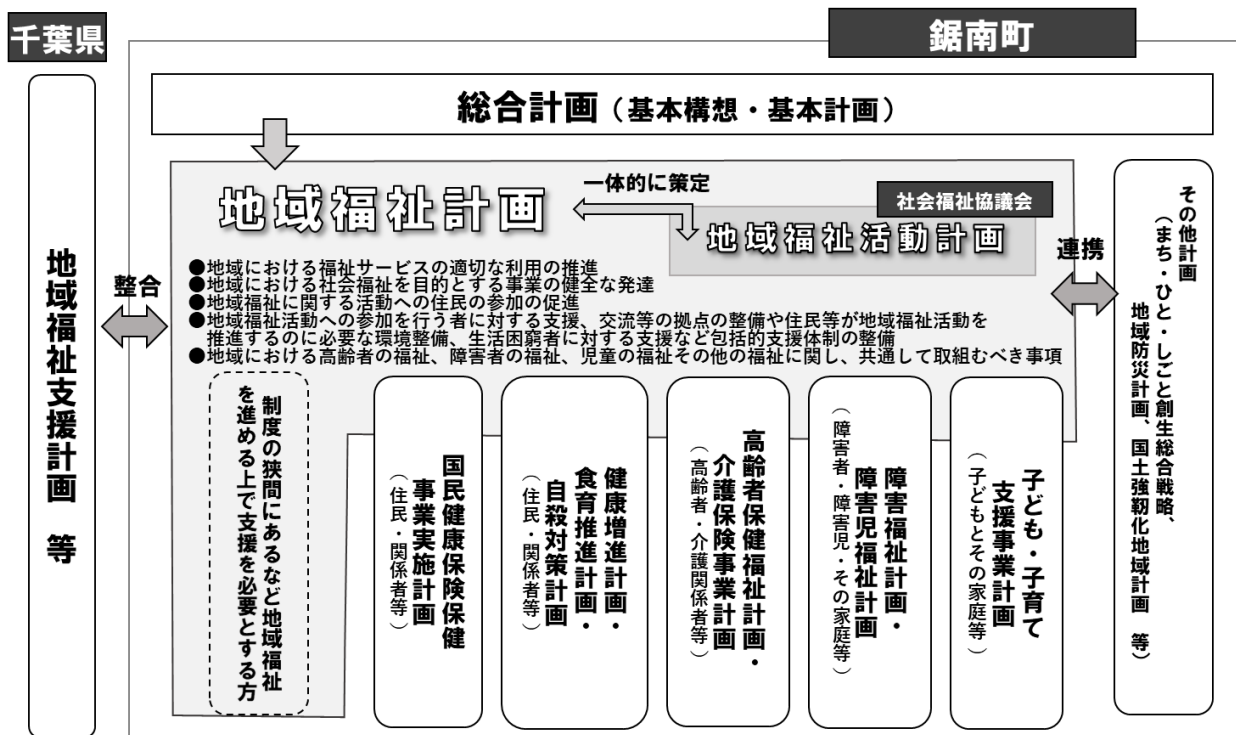 千葉県
鋸南町
地域福祉支援計画　等
整合
総合計画（基本構想・基本計画）
地域福祉計画
一体的に策定
社会福祉協議会
地域福祉活動計画
●地域における福祉サービスの適切な利用の推進
●地域における社会福祉を目的とする事業の健全な発達
●地域福祉に関する活動への住民の参加の促進
●地域福祉活動への参加を行う者に対する支援、交流等の拠点の整備や住民等が地域福祉活動を
推進するのに必要な環境整備、生活困窮者に対する支援など包括的支援体制の整備
●地域における高齢者の福祉、障害者の福祉、児童の福祉その他の福祉に関し、共通して取組むべき事項
制度の狭間にあるなど地域福祉
を進める上で支援を必要とする方
国民健康保険保健
事業実施計画
（住民・関係者等）
健康増進計画・
食育推進計画・
自殺対策計画
（住民・関係者等）
高齢者保健福祉計画・
介護保険事業計画
（高齢者・介護関係者等）
障害福祉計画・
障害児福祉計画
（障害者・障害児・その家庭等）
子ども・子育て
支援事業計画
（子どもとその家庭等）
連携
その他計画
（まち・ひと・しごと創生総合戦略、
地域防災計画、国土強靭化地域計画　等）